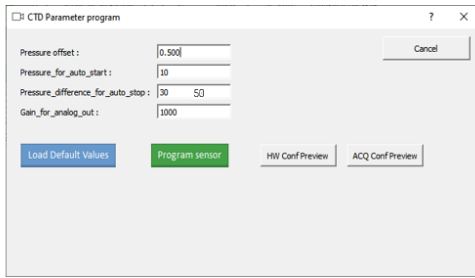 CTD Parameter program ? X
Pressure offset : 0.500 Cancel
Pressure_for_auto_start : 10
Pressure_difference_for_auto_stop : 30 50
Gain_for_analog_out : 1000
Load Default Values Program sensor HW Conf Preview ACQ Conf Preview